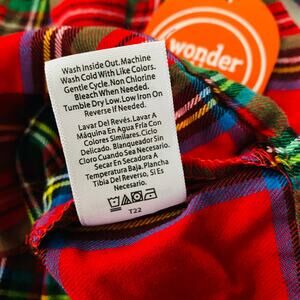 wonder
Wash Inside Out. Machine
Wash Cold With Like Colors.
Gentle Cycle. Non Chlorine
Bleach When Needed.
Tumble Dry Low. Low Iron On
Reverse If Needed.
Lavar Del Revés. Lavar A
Máquina En Agua Fría Con
Colores Similares. Ciclo
Delicado. Blanqueador Sin
Cloro Cuando Sea Necesario.
Secar En Secadora A
Temperatura Baja. Plancha
Tibia Del Reverso, Si Es
Necesario.
T22